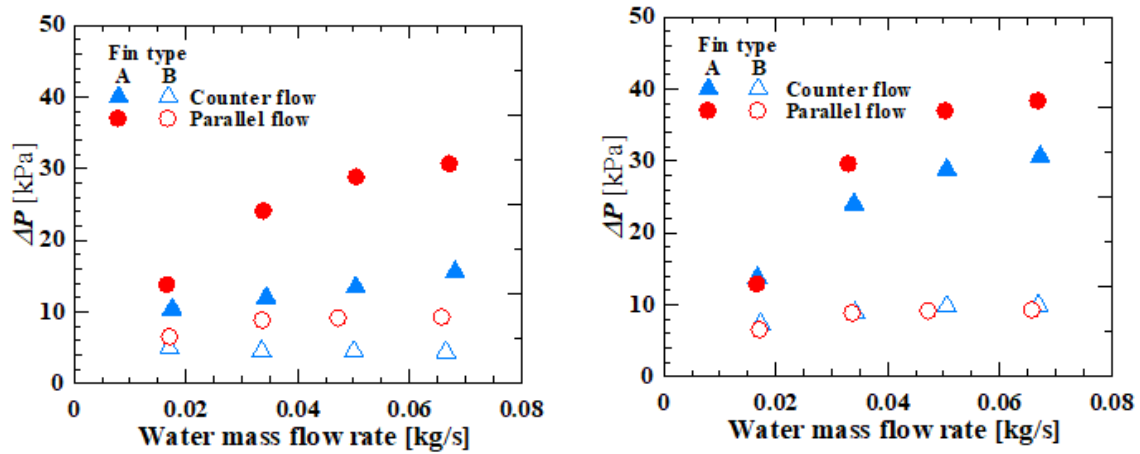 50
40
30
20
10
0
ΔP [kPa]
Fin type
A B
Counter flow
Parallel flow
0 0.02 0.04 0.06 0.08
Water mass flow rate [kg/s]
50
40
30
20
10
0
ΔP [kPa]
Fin type
A B
Counter flow
Parallel flow
0 0.02 0.04 0.06 0.08
Water mass flow rate [kg/s]